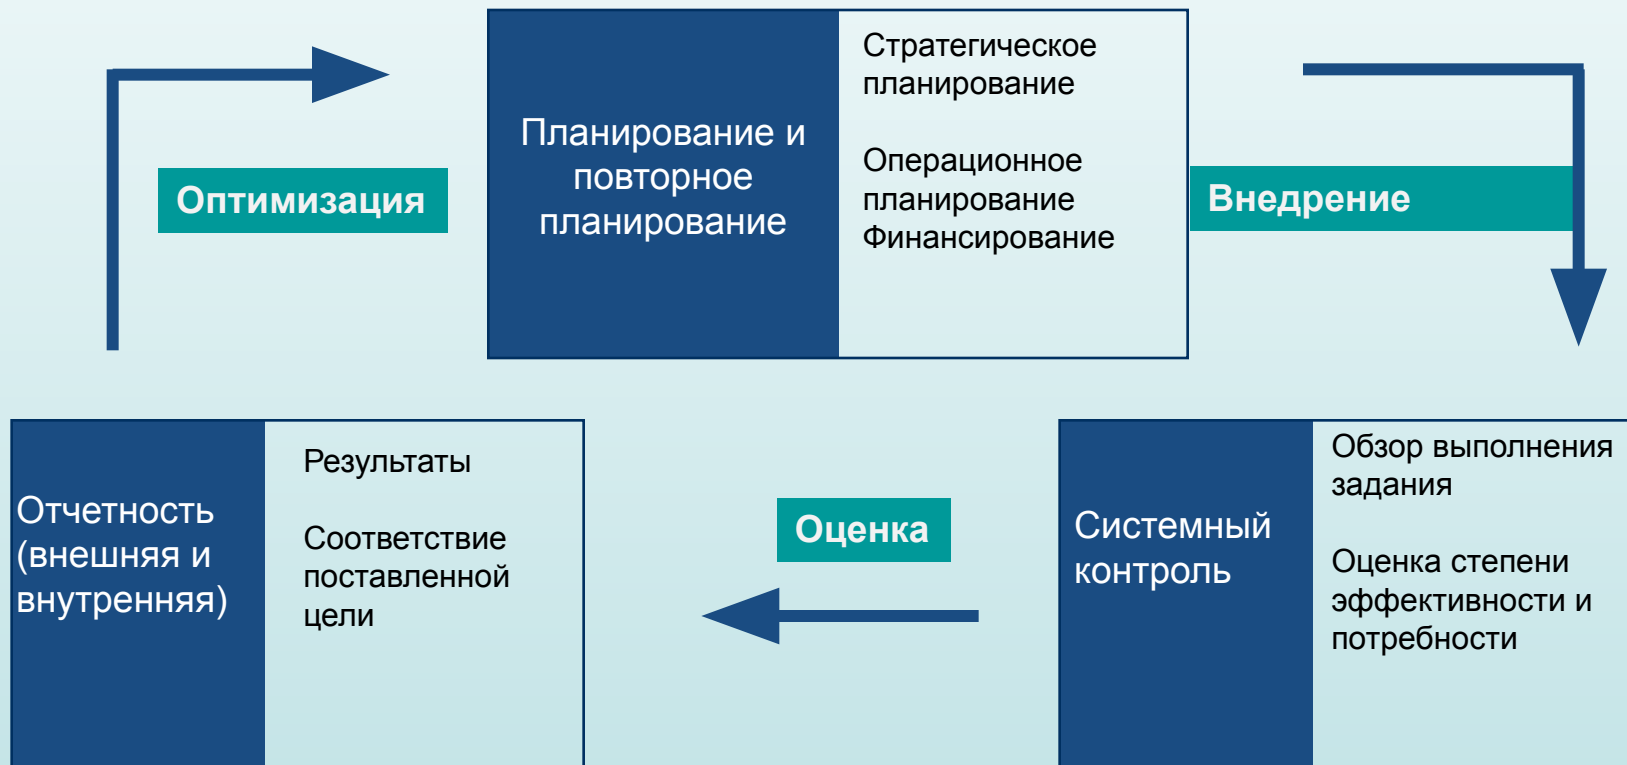 Стратегическое
планирование
Планирование и
повторное
планирование
Операционное
планирование
Финансирование
Оптимизация
Внедрение
Отчетность
(внешняя и
внутренняя)
Результаты
Соответствие
поставленной
цели
Оценка
Системный
контроль
Обзор выполнения
задания
Оценка степени
эффективности и
потребности